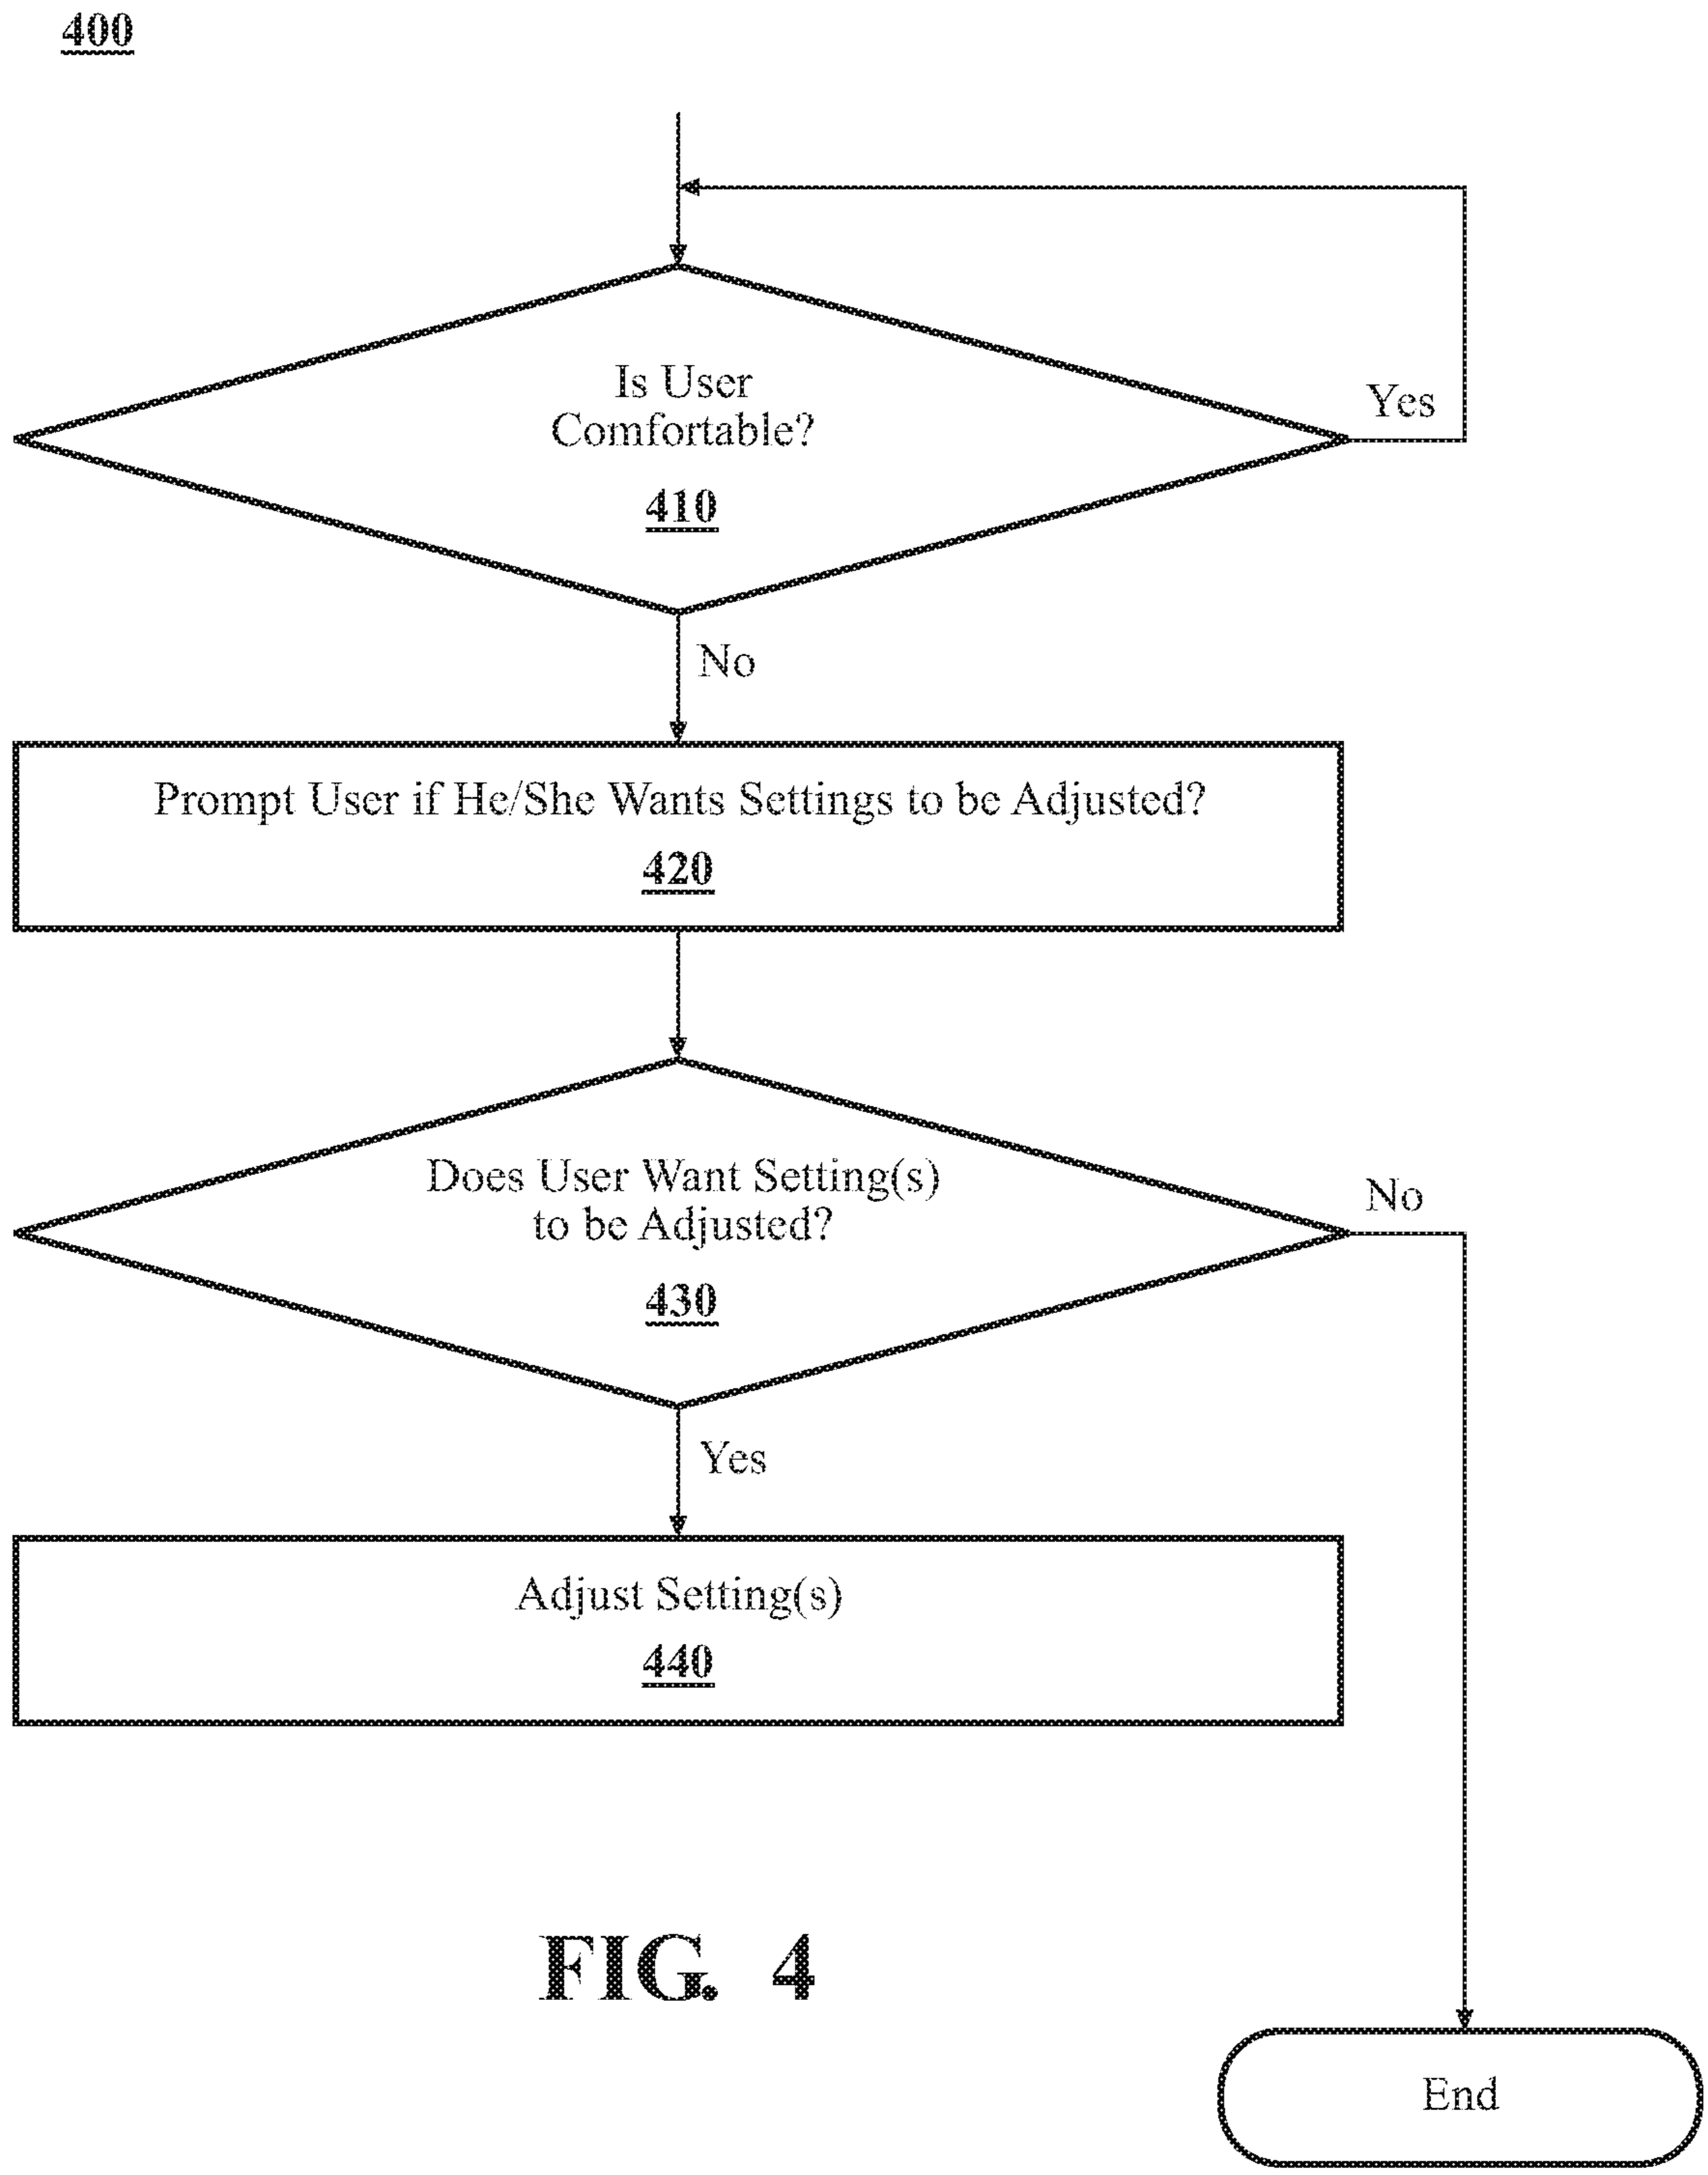 400
Is User
Comfortable?
410
Yes
No
Prompt User if He/She Wants Settings to be Adjusted?
420
Does User Want Setting(s)
to be Adjusted?
430
No
Yes
Adjust Setting(s)
440
FIG. 4
End